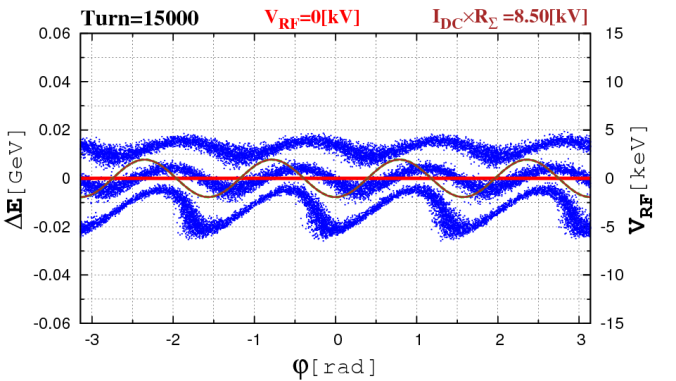 Turn=15000 V_RF=0[kV] I_DC×R_Σ =8.50[kV]
0.06 15
0.04 10
0.02 5
0 0
-0.02 -5
-0.04 -10
-0.06 -15
ΔE[GeV]
V_RF[keV]
-3 -2 -1 0 1 2 3
φ[rad]